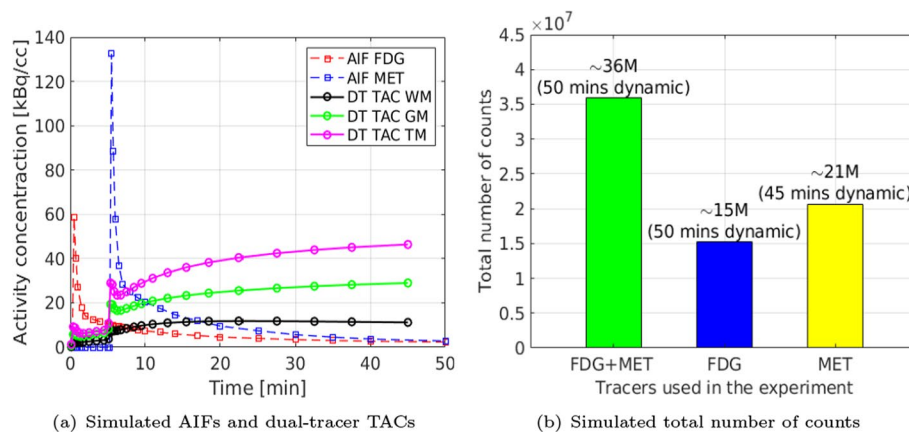 140
120
100
80
60
40
20
0
Activity concentraction [kBq/cc]
AIF FDG
AIF MET
DT TAC WM
DT TAC GM
DT TAC TM
0 10 20 30 40 50
Time [min]
(a) Simulated AIFs and dual-tracer TACs
×10⁷
4.5
4
3.5
3
2.5
2
1.5
1
0.5
0
Total number of counts
~36M
(50 mins dynamic)
~15M
(50 mins dynamic)
~21M
(45 mins dynamic)
FDG+MET FDG MET
Tracers used in the experiment
(b) Simulated total number of counts